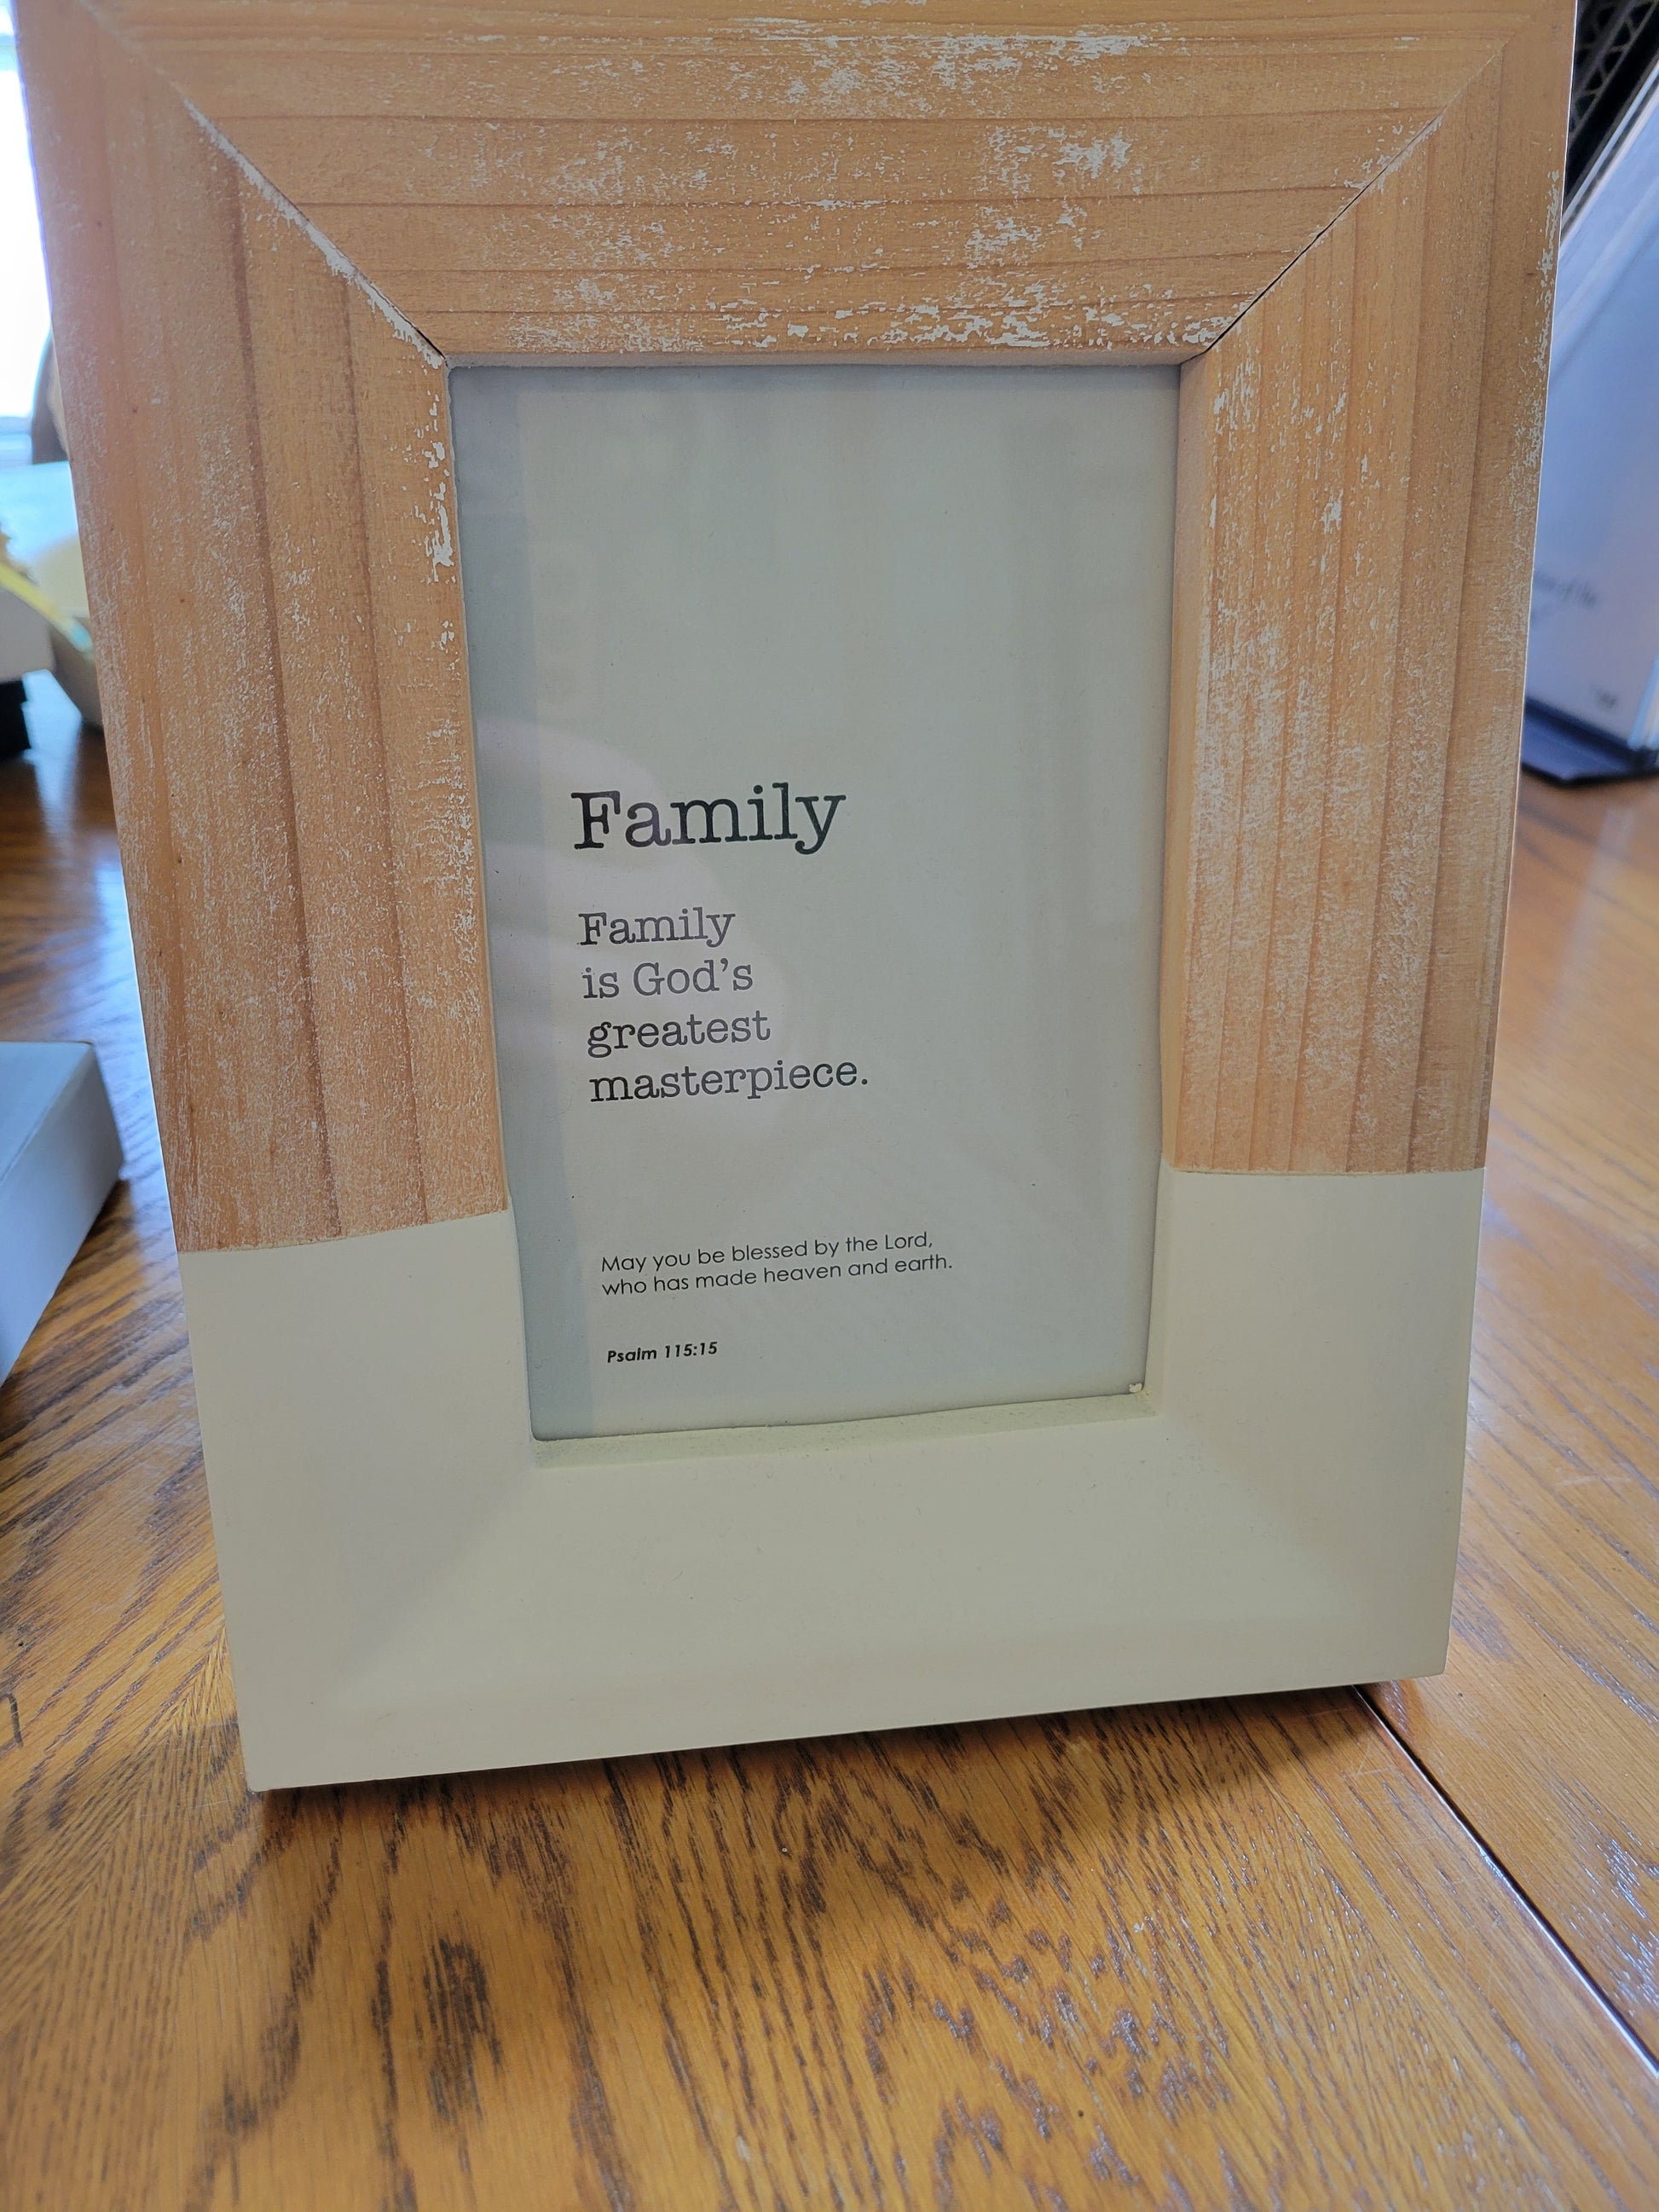 Family
Family
is God's
greatest
masterpiece.
May you be blessed by the Lord,
who has made heaven and earth.
Psalm 115:15